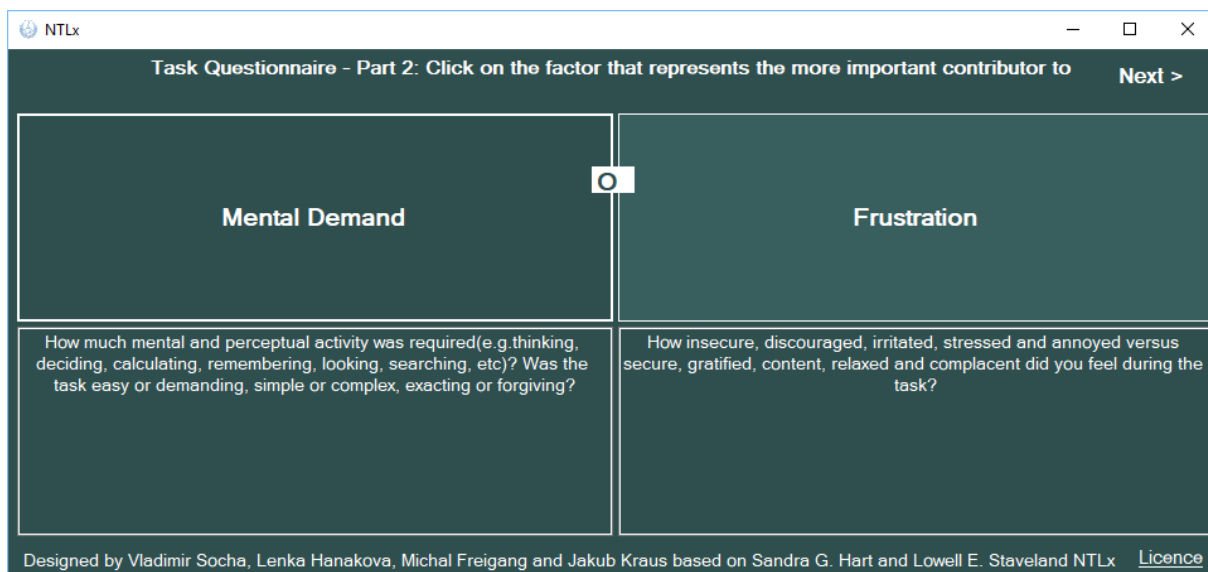 NTLx
Task Questionnaire - Part 2: Click on the factor that represents the more important contributor to
Next >
Mental Demand
O
Frustration
How much mental and perceptual activity was required(e.g.thinking,
deciding, calculating, remembering, looking, searching, etc)? Was the
task easy or demanding, simple or complex, exacting or forgiving?
How insecure, discouraged, irritated, stressed and annoyed versus
secure, gratified, content, relaxed and complacent did you feel during the
task?
Designed by Vladimir Socha, Lenka Hanakova, Michal Freigang and Jakub Kraus based on Sandra G. Hart and Lowell E. Staveland NTLx
Licence